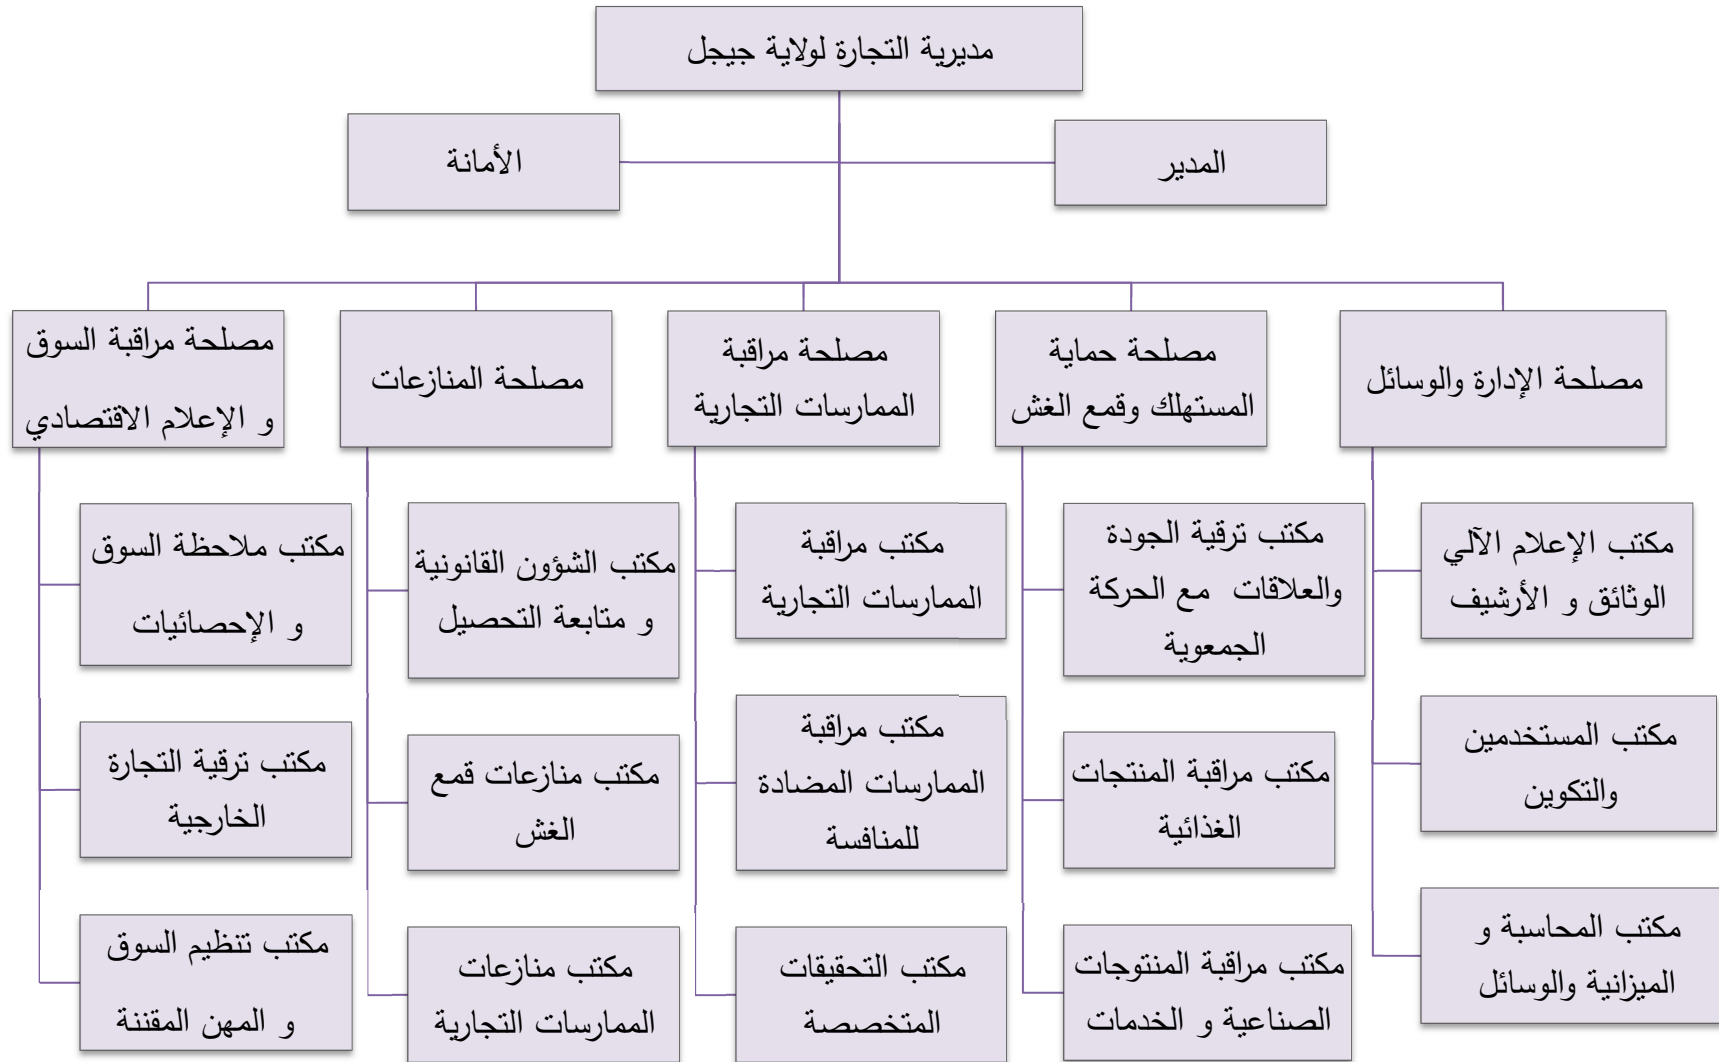 مديرية التجارة لولاية جيجل
المدير
الأمانة
مصلحة الإدارة والوسائل
مصلحة حماية
المستهلك وقمع الغش
مصلحة مراقبة
الممارسات التجارية
مصلحة المنازعات
مصلحة مراقبة السوق
و الإعلام الاقتصادي
مكتب الإعلام الآلي
الوثائق و الأرشيف
مكتب المستخدمين
والتكوين
مكتب المحاسبة و
الميزانية والوسائل
مكتب ترقية الجودة
والعلاقات مع الحركة
الجمعوية
مكتب مراقبة المنتجات
الغذائية
مكتب مراقبة المنتوجات
الصناعية و الخدمات
مكتب مراقبة
الممارسات التجارية
مكتب مراقبة
الممارسات المضادة
للمنافسة
مكتب التحقيقات
المتخصصة
مكتب الشؤون القانونية
و متابعة التحصيل
مكتب منازعات قمع
الغش
مكتب منازعات
الممارسات التجارية
مكتب ملاحظة السوق
و الإحصائيات
مكتب ترقية التجارة
الخارجية
مكتب تنظيم السوق
و المهن المقننة